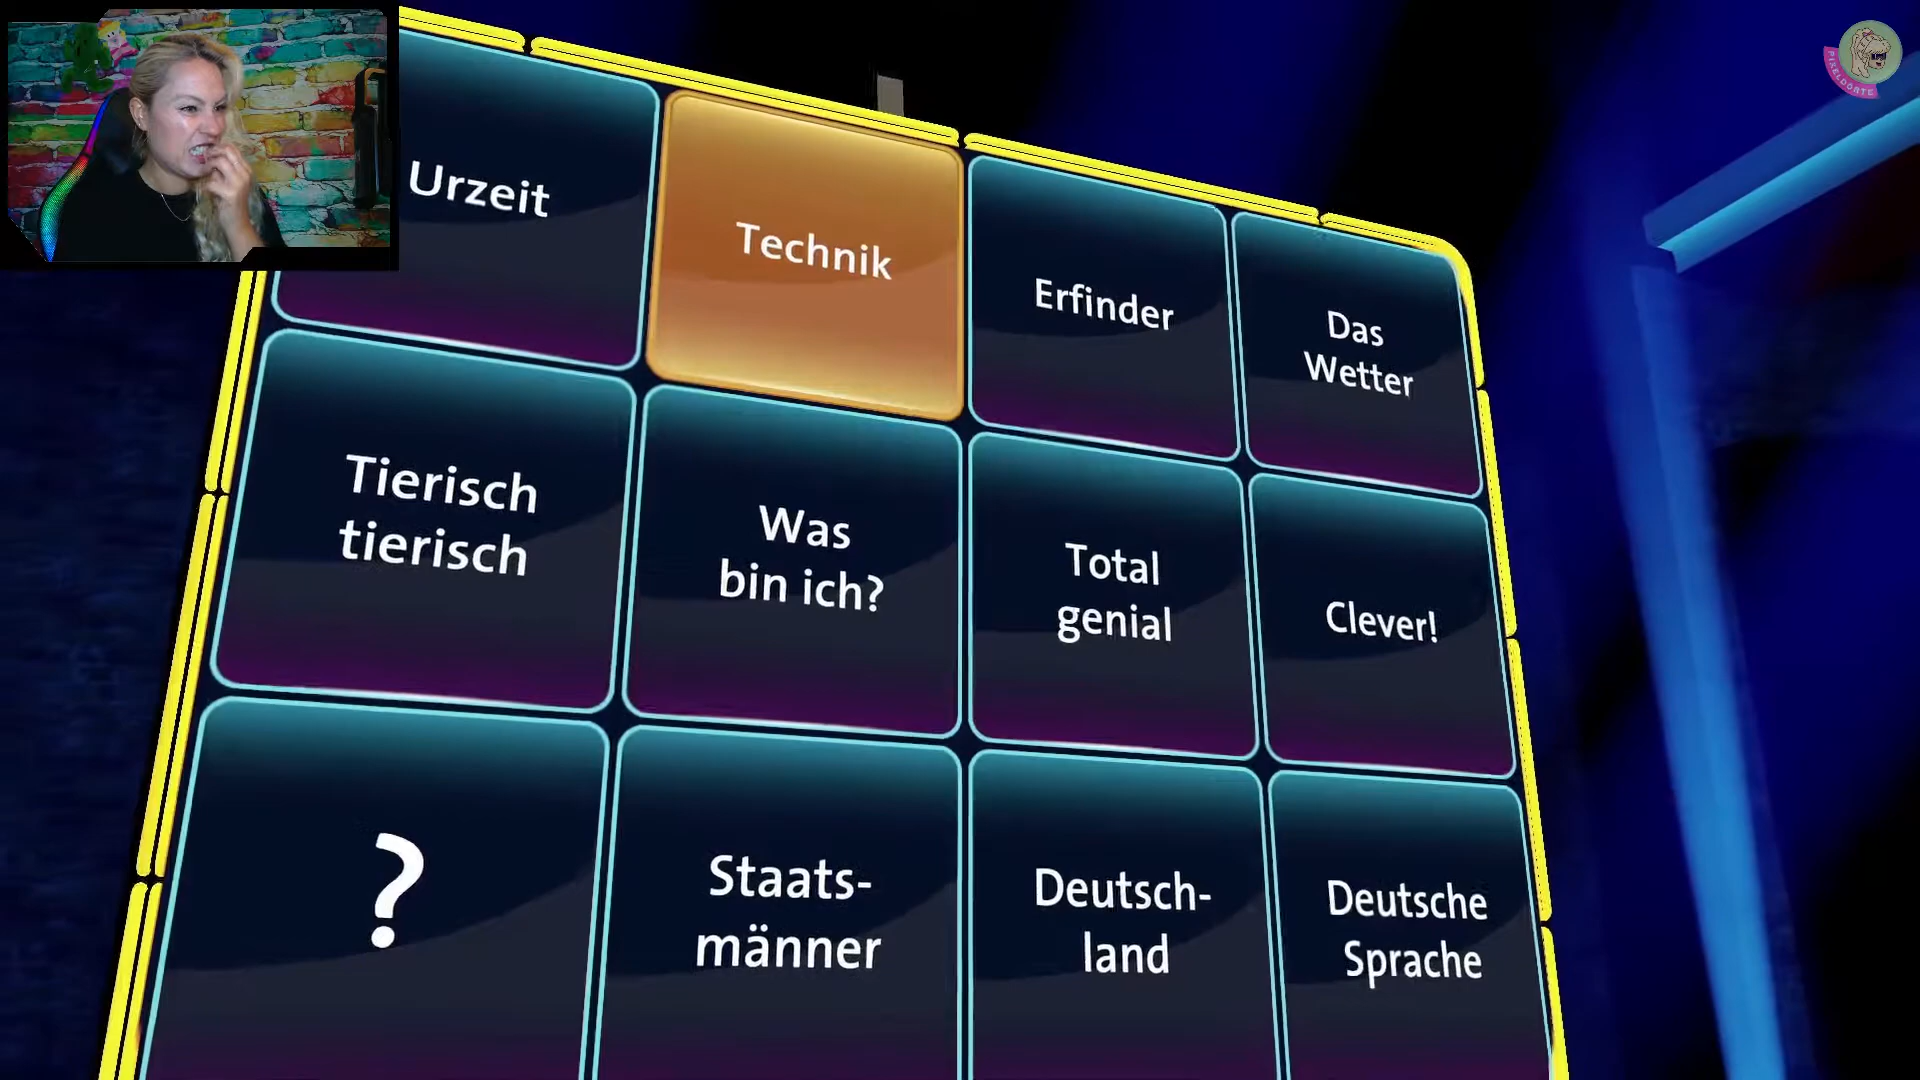 PIXELDÖRTE
Urzeit
Technik
Erfinder
Das
Wetter
Tierisch
tierisch
Was
bin ich?
Total
genial
Clever!
?
Staats-
männer
Deutsch-
land
Deutsche
Sprache